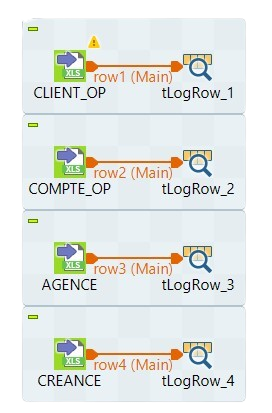 XLS
row1 (Main)
CLIENT_OP
tLogRow_1
XLS
row2 (Main)
COMPTE_OP
tLogRow_2
XLS
row3 (Main)
AGENCE
tLogRow_3
XLS
row4 (Main)
CREANCE
tLogRow_4